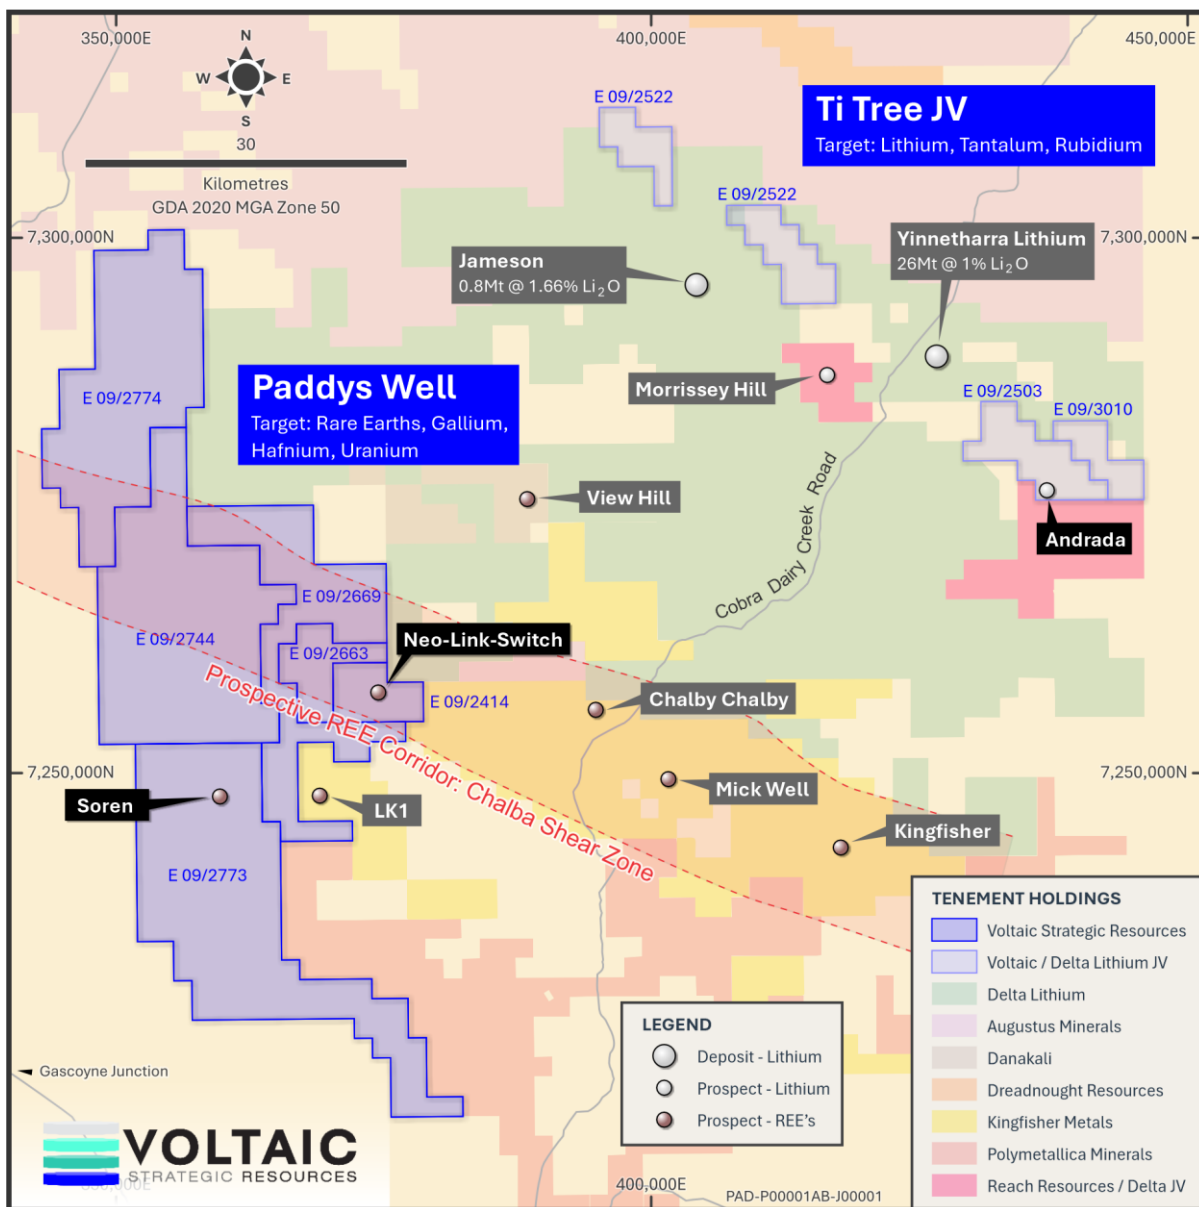 350,000E
400,000E
450,000E
N
W
E
S
30
Kilometres
GDA 2020 MGA Zone 50
E 09/2522
Ti Tree JV
Target: Lithium, Tantalum, Rubidium
E 09/2522
7,300,000N
7,300,000N
Jameson
0.8Mt @ 1.66% Li₂O
Yinnetharra Lithium
26Mt @ 1% Li₂O
Paddys Well
Target: Rare Earths, Gallium,
Hafnium, Uranium
Morrissey Hill
E 09/2774
E 09/2503
E 09/3010
View Hill
Andrada
Cobra Dairy Creek Road
E 09/2669
E 09/2744
E 09/2663
Neo-Link-Switch
E 09/2414
Prospective REE Corridor: Chalba Shear Zone
Chalby Chalby
7,250,000N
7,250,000N
Mick Well
Soren
LK1
Kingfisher
E 09/2773
TENEMENT HOLDINGS
Voltaic Strategic Resources
Voltaic / Delta Lithium JV
Delta Lithium
Augustus Minerals
Danakali
Dreadnought Resources
Kingfisher Metals
Polymetallica Minerals
Reach Resources / Delta JV
LEGEND
Deposit - Lithium
Prospect - Lithium
Prospect - REE's
Gascoyne Junction
VOLTAIC
STRATEGIC RESOURCES
350,000E
400,000E
PAD-P00001AB-J00001